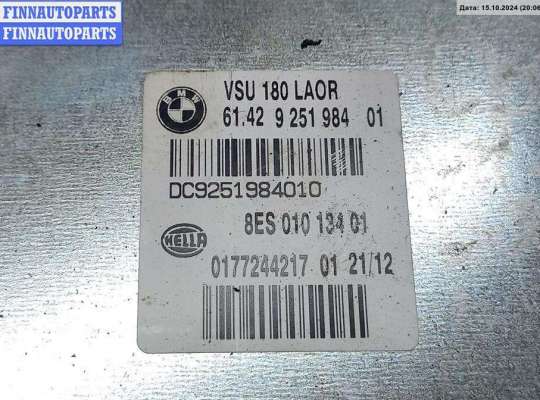 FINNAUTOPARTS
FINNAUTOPARTS
Дата: 15.10.2024 (20:06
BMW
VSU 180 LAOR
61.42 9 251 984 01
DC9251984010
8ES 010 134 01
HELLA
0177244217 01 21/12